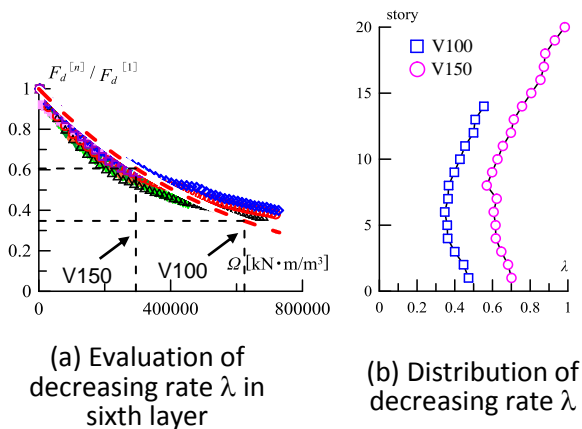 F_d^[n] / F_d^[1]
1
0.8
0.6
0.4
0.2
0
0
400000
800000
V150
V100
Ω [kN・m/m³]
(a) Evaluation of
decreasing rate λ in
sixth layer
story
20
15
10
5
0
V100
V150
λ
0
0.2
0.4
0.6
0.8
1
(b) Distribution of
decreasing rate λ